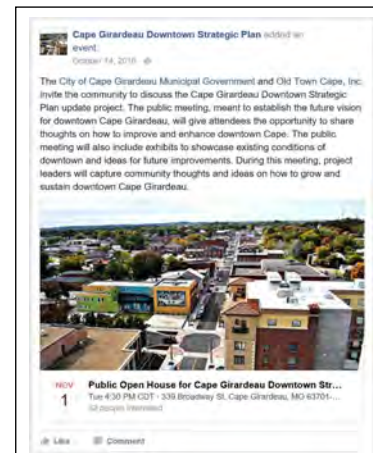 Cape Girardeau Downtown Strategic Plan added an
event.
October 14, 2016
The City of Cape Girardeau Municipal Government and Old Town Cape, Inc.
invite the community to discuss the Cape Girardeau Downtown Strategic
Plan update project. The public meeting, meant to establish the future vision
for downtown Cape Girardeau, will give attendees the opportunity to share
thoughts on how to improve and enhance downtown Cape. The public
meeting will also include exhibits to showcase existing conditions of
downtown and ideas for future improvements. During this meeting, project
leaders will capture community thoughts and ideas on how to grow and
sustain downtown Cape Girardeau.
NOV
1
Public Open House for Cape Girardeau Downtown Str...
Tue 4:30 PM CDT · 339 Broadway St, Cape Girardeau, MO 63701-...
people interested
Like Comment